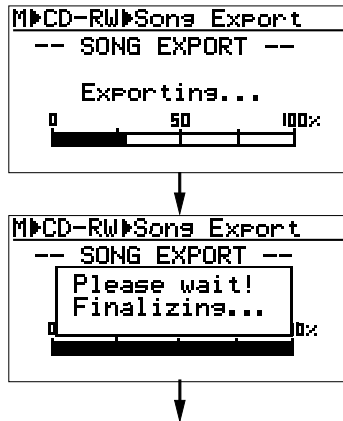 M▶CD-RW▶Song Export
-- SONG EXPORT --
Exporting...
0 50 100%
M▶CD-RW▶Song Export
-- SONG EXPORT --
Please wait!
Finalizing...
0 0%